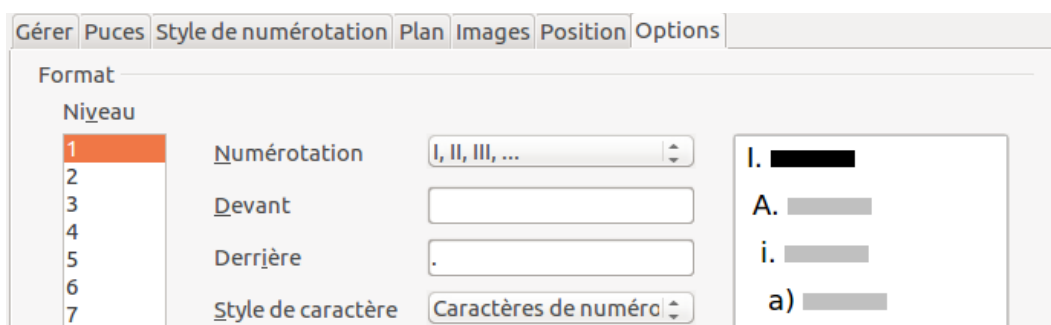 Gérer Puces Style de numérotation Plan Images Position Options
Format
Niveau
1
2
3
4
5
6
7
Numérotation I, II, III, ...
Devant
Derrière .
Style de caractère Caractères de numéro
I.
A.
i.
a)